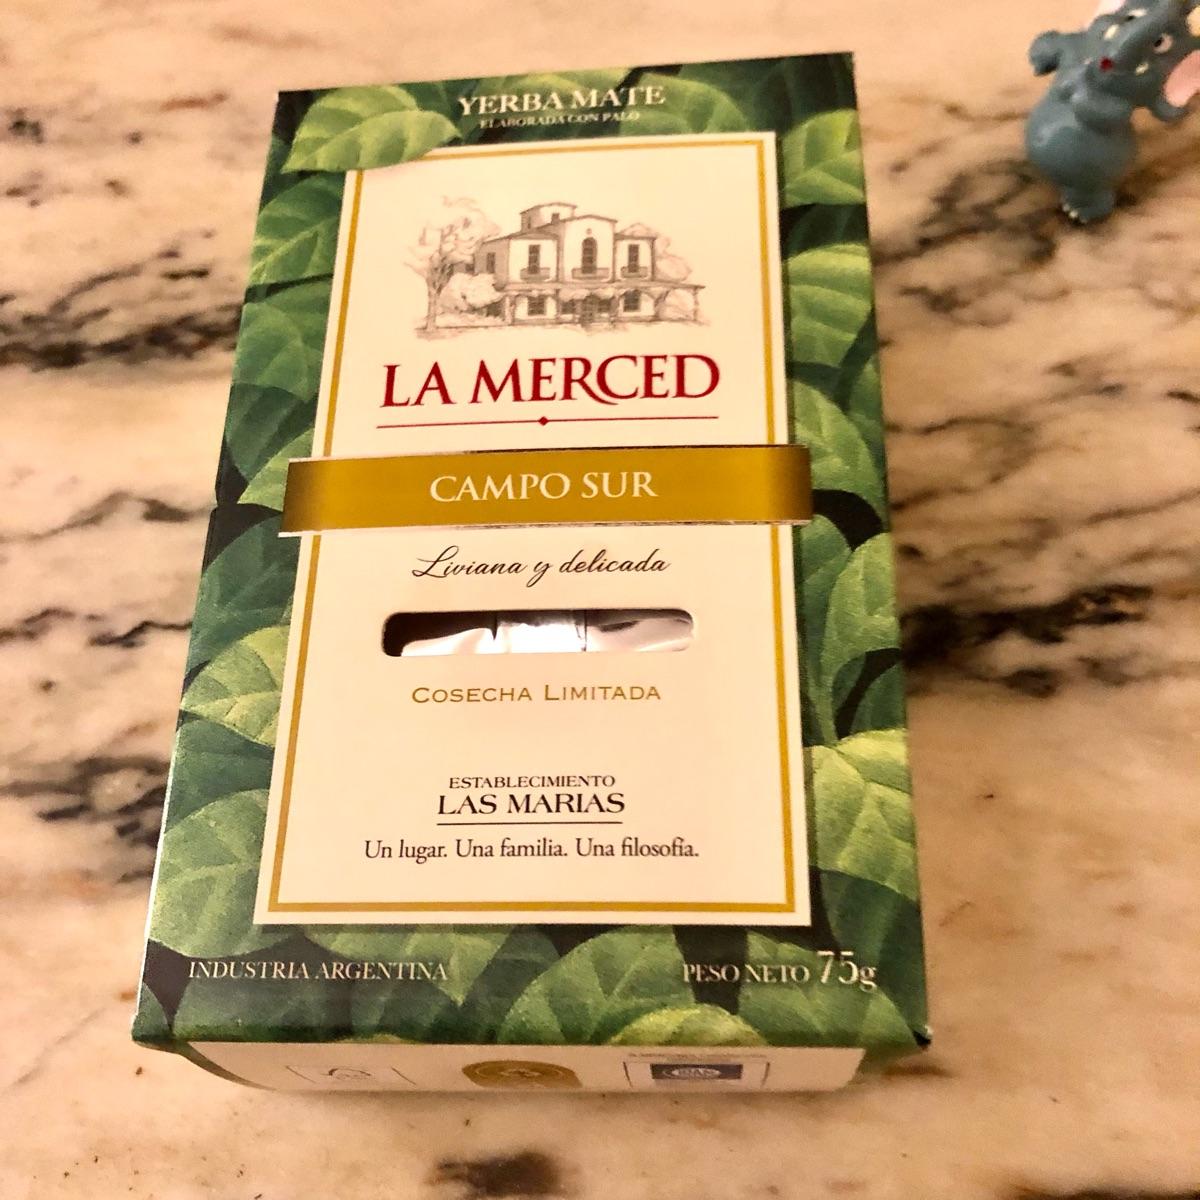 YERBA MATE
ELABORADA CON PALO
LA MERCED
CAMPO SUR
Liviana y delicada
COSECHA LIMITADA
ESTABLECIMIENTO
LAS MARIAS
Un lugar. Una familia. Una filosofía.
INDUSTRIA ARGENTINA
PESO NETO 75g